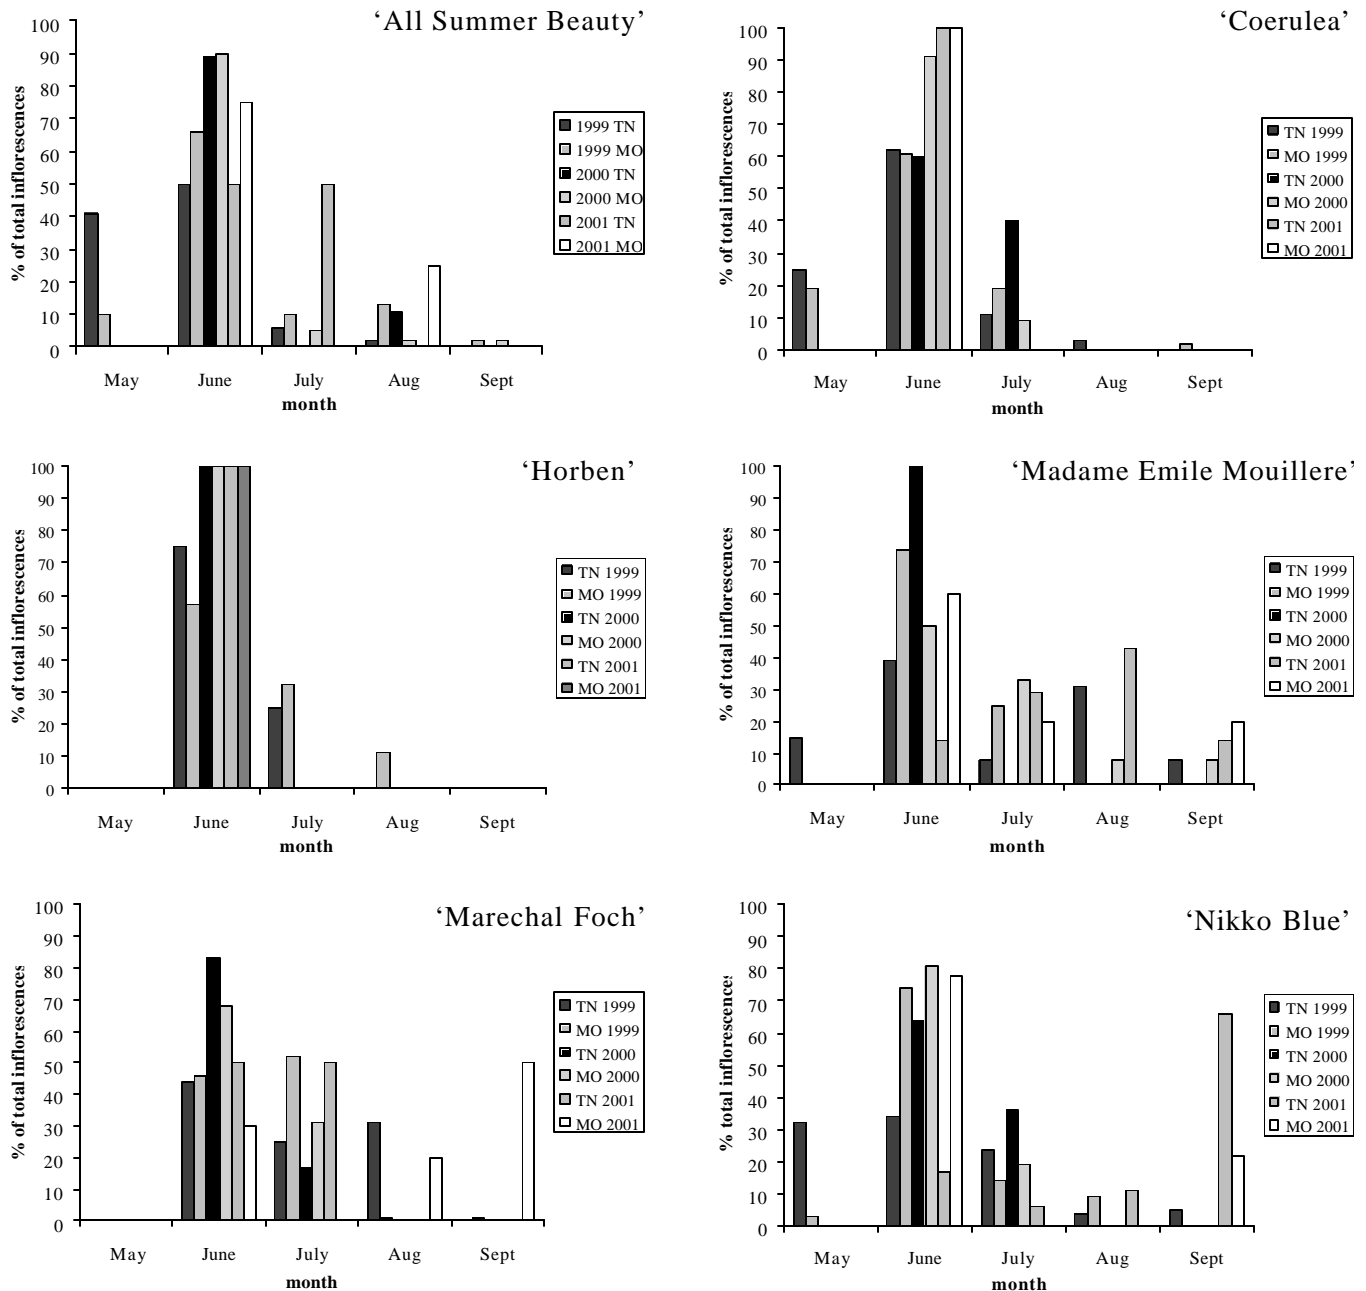 ‘All Summer Beauty’
% of total inflorescences
100
90
80
70
60
50
40
30
20
10
0
May June July Aug Sept
month
1999 TN
1999 MO
2000 TN
2000 MO
2001 TN
2001 MO
‘Coerulea’
% of total inflorescences
100
90
80
70
60
50
40
30
20
10
0
May June July Aug Sept
month
TN 1999
MO 1999
TN 2000
MO 2000
TN 2001
MO 2001
‘Horben’
% of total inflorescences
100
90
80
70
60
50
40
30
20
10
0
May June July Aug Sept
month
TN 1999
MO 1999
TN 2000
MO 2000
TN 2001
MO 2001
‘Madame Emile Mouillere’
% of total inflorescences
100
90
80
70
60
50
40
30
20
10
0
May June July Aug Sept
month
TN 1999
MO 1999
TN 2000
MO 2000
TN 2001
MO 2001
‘Marechal Foch’
% of total inflorescences
100
90
80
70
60
50
40
30
20
10
0
May June July Aug Sept
month
TN 1999
MO 1999
TN 2000
MO 2000
TN 2001
MO 2001
‘Nikko Blue’
% total inflorescences
100
90
80
70
60
50
40
30
20
10
0
May June July Aug Sept
month
TN 1999
MO 1999
TN 2000
MO 2000
TN 2001
MO 2001